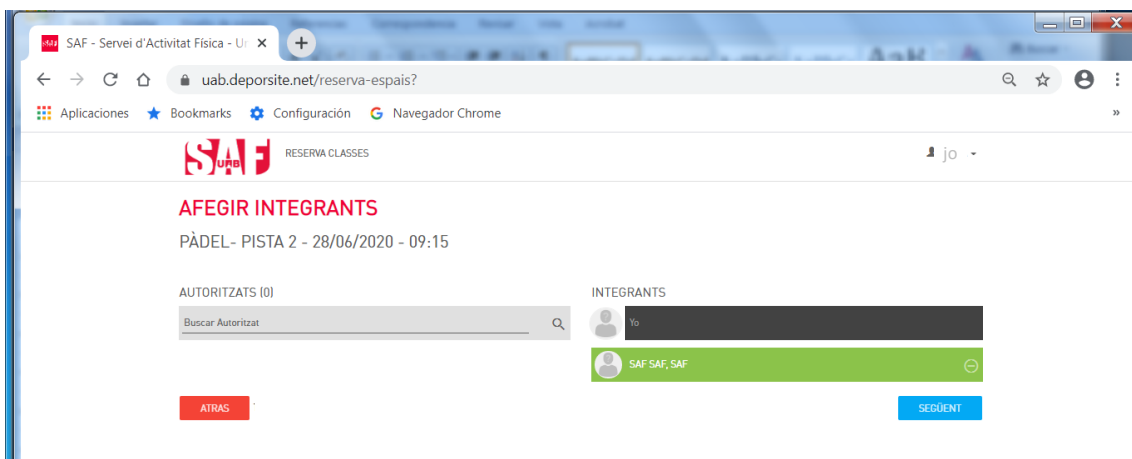 SAF - Servei d'Activitat Física - Un
uab.deporsite.net/reserva-espais?
Aplicaciones Bookmarks Configuración Navegador Chrome »
SAF UAB RESERVA CLASSES jo
AFEGIR INTEGRANTS
PÀDEL- PISTA 2 - 28/06/2020 - 09:15
AUTORITZATS (0) INTEGRANTS
Buscar Autoritzat Yo
SAF SAF, SAF
ATRAS SEGÜENT